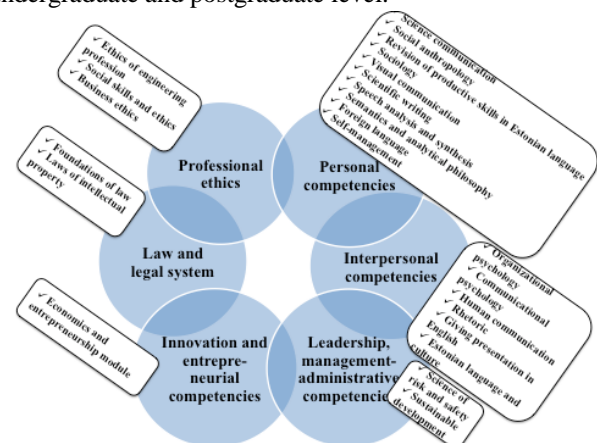 undergraduate and postgraduate level.
✓ Ethics of engineering
profession
✓ Social skills and ethics
✓ Business ethics
✓ Science communication
✓ Social anthropology
✓ Revision of productive skills in Estonian language
✓ Sociology
✓ Visual communication
✓ Scientific writing
✓ Speech analysis and synthesis
✓ Semantics and analytical philosophy
✓ Foreign language
✓ Self-management
Professional
ethics
Personal
competencies
✓ Foundations of law
✓ Laws of intellectual
property
Law and
legal system
Interpersonal
competencies
✓ Organizational
psychology
✓ Communicational
psychology
✓ Human communication
✓ Rhetoric
✓ Giving presentation in
English
✓ Estonian language and
culture
✓ Economics and
entrepreneurship module
Innovation and
entrepre-
neurial
competencies
Leadership,
management-
administrative
competencies
✓ Science of
risk and safety
✓ Sustainable
development